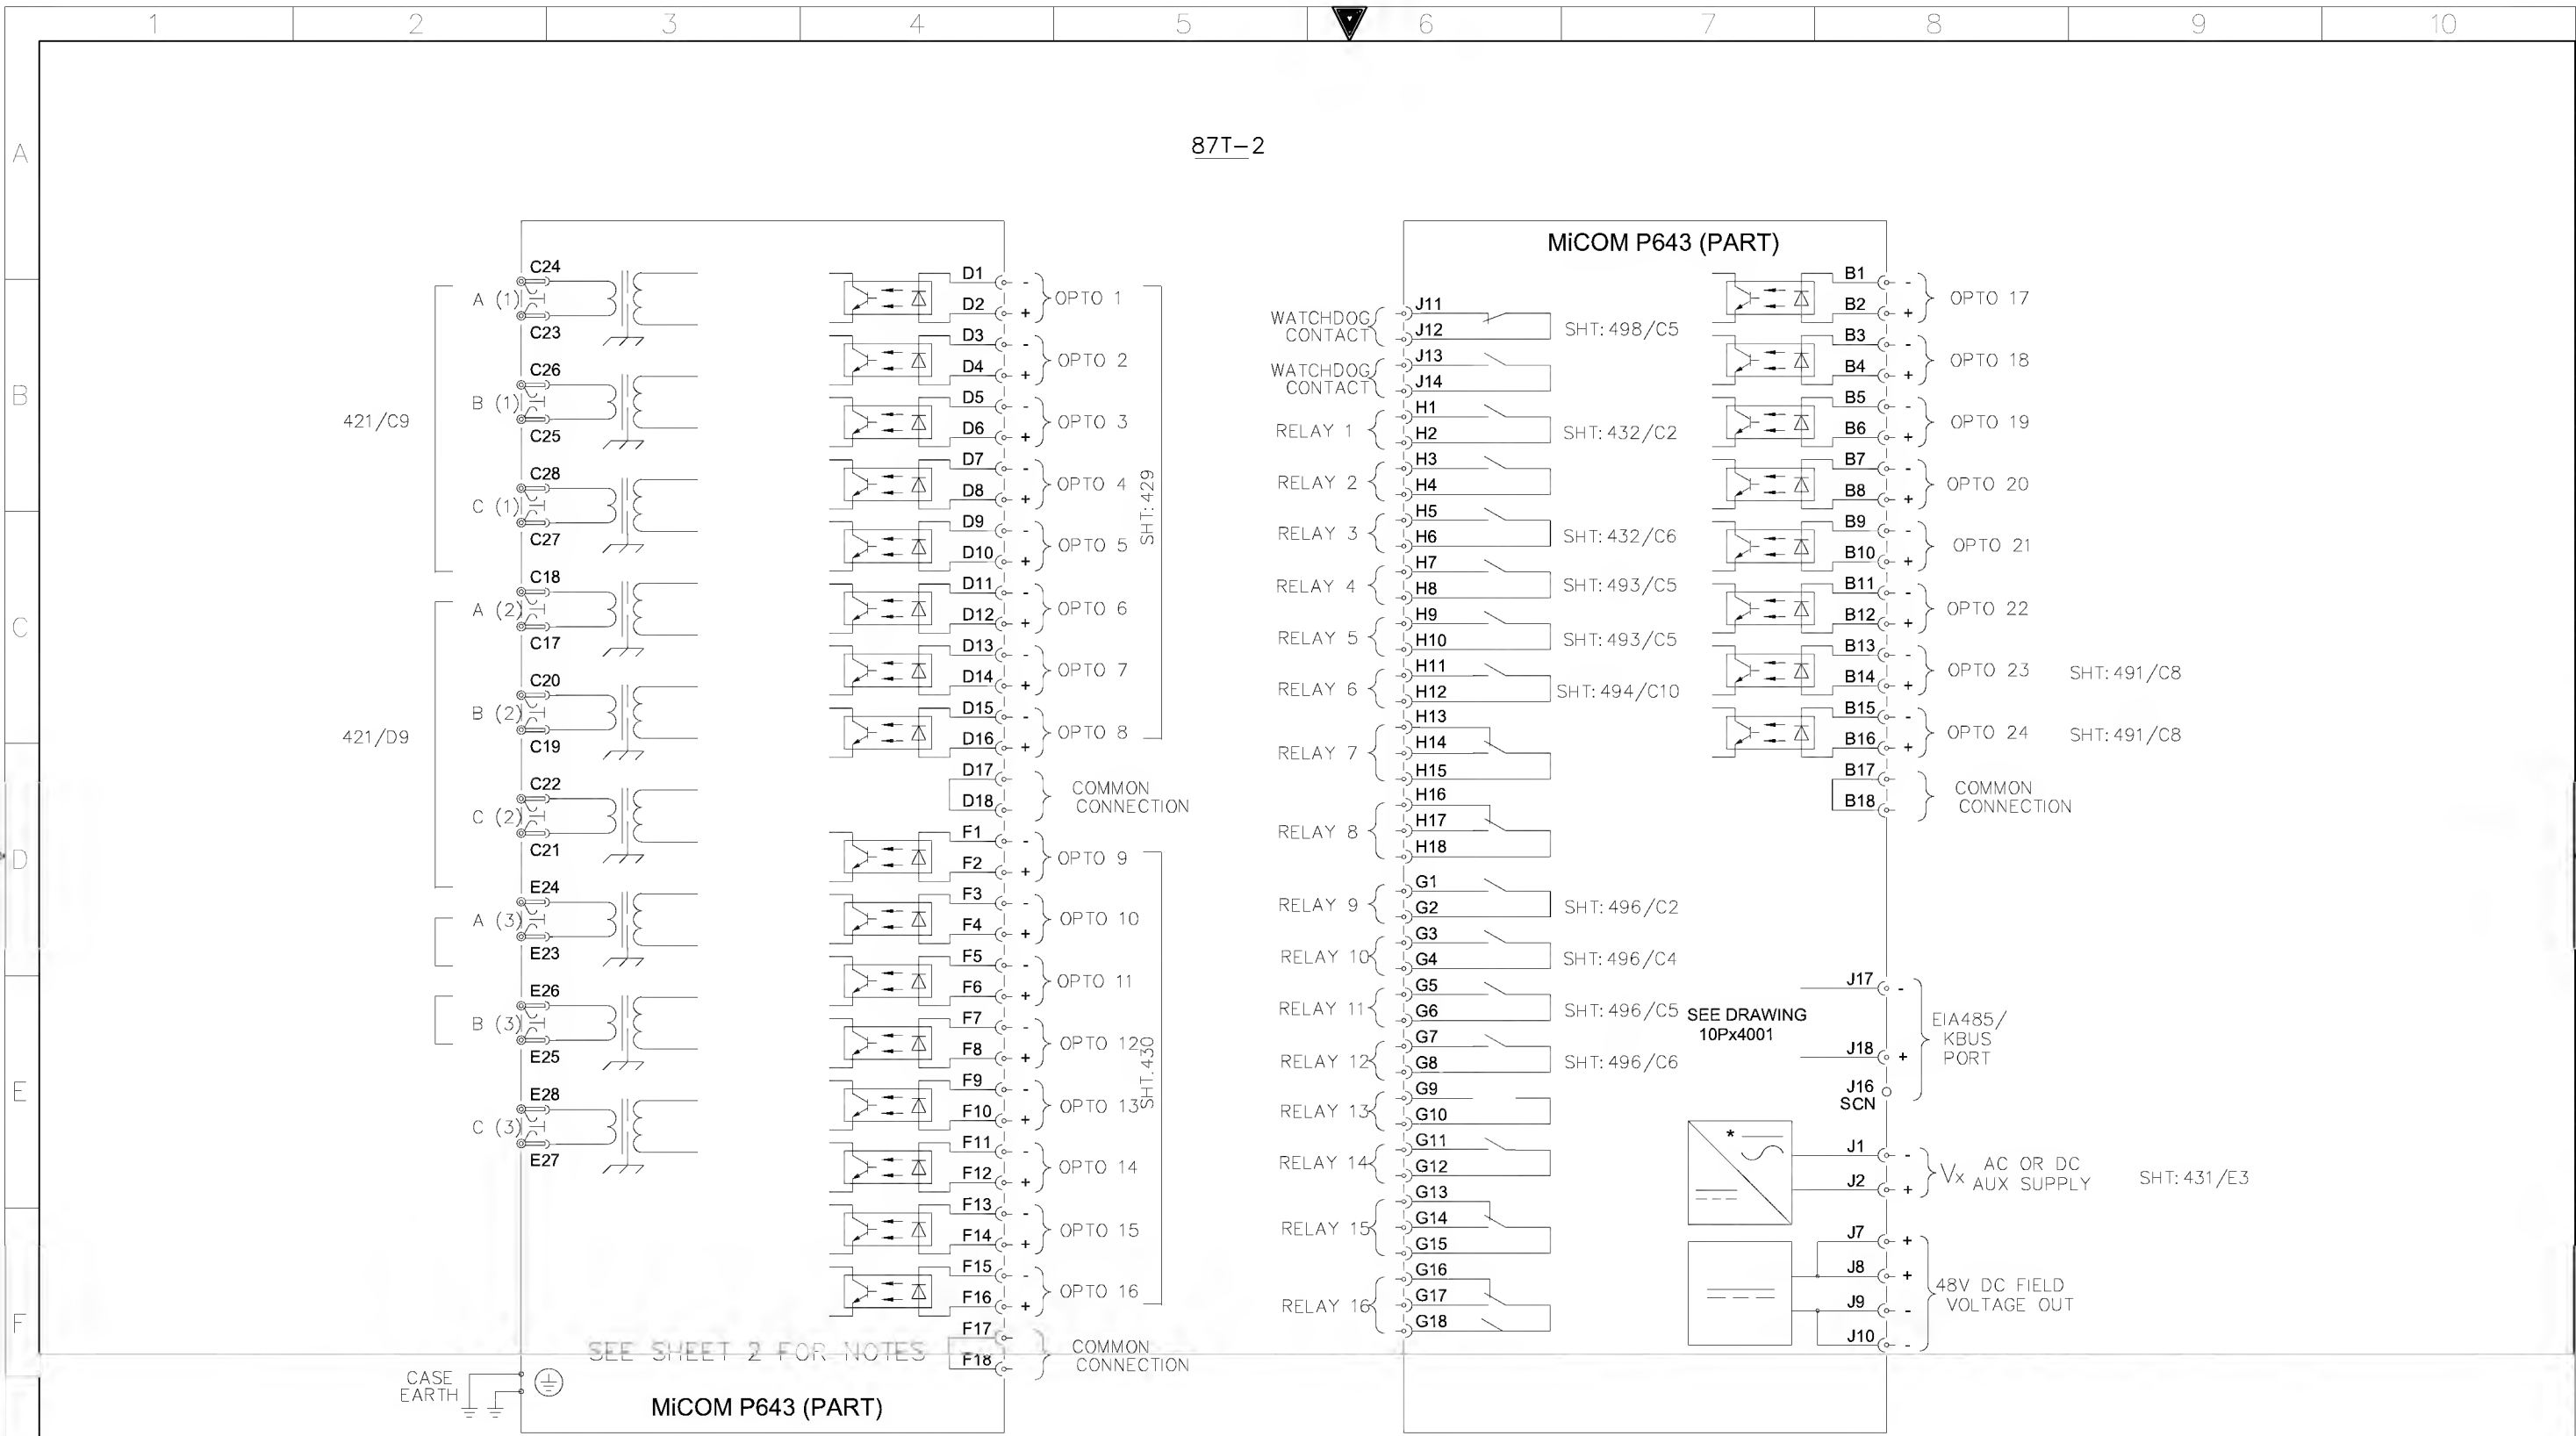 1 2 3 4 5 6 7 8 9 10
A
B
C
D
E
F
87T-2
C24
A (1)
C23
C26
B (1)
C25
C28
C (1)
C27
421/C9
C18
A (2)
C17
C20
B (2)
C19
C22
C (2)
C21
421/D9
E24
A (3)
E23
E26
B (3)
E25
E28
C (3)
E27
CASE
EARTH
SEE SHEET 2 FOR NOTES
MiCOM P643 (PART)
D1 -
D2 +
OPTO 1
D3 -
D4 +
OPTO 2
D5 -
D6 +
OPTO 3
D7 -
D8 +
OPTO 4
D9 -
D10 +
OPTO 5
D11 -
D12 +
OPTO 6
D13 -
D14 +
OPTO 7
D15 -
D16 +
OPTO 8
SHT:429
D17
D18
COMMON
CONNECTION
F1 -
F2 +
OPTO 9
F3 -
F4 +
OPTO 10
F5 -
F6 +
OPTO 11
F7 -
F8 +
OPTO 12
F9 -
F10 +
OPTO 13
F11 -
F12 +
OPTO 14
F13 -
F14 +
OPTO 15
F15 -
F16 +
OPTO 16
SHT:430
F17
F18
COMMON
CONNECTION
MiCOM P643 (PART)
WATCHDOG
CONTACT
J11
J12
SHT:498/C5
WATCHDOG
CONTACT
J13
J14
RELAY 1
H1
H2
SHT:432/C2
RELAY 2
H3
H4
RELAY 3
H5
H6
SHT:432/C6
RELAY 4
H7
H8
SHT:493/C5
RELAY 5
H9
H10
SHT:493/C5
RELAY 6
H11
H12
SHT:494/C10
RELAY 7
H13
H14
H15
RELAY 8
H16
H17
H18
RELAY 9
G1
G2
SHT:496/C2
RELAY 10
G3
G4
SHT:496/C4
RELAY 11
G5
G6
SHT:496/C5
RELAY 12
G7
G8
SHT:496/C6
RELAY 13
G9
G10
RELAY 14
G11
G12
RELAY 15
G13
G14
G15
RELAY 16
G16
G17
G18
B1 -
B2 +
OPTO 17
B3 -
B4 +
OPTO 18
B5 -
B6 +
OPTO 19
B7 -
B8 +
OPTO 20
B9 -
B10 +
OPTO 21
B11 -
B12 +
OPTO 22
B13 -
B14 +
OPTO 23 SHT:491/C8
B15 -
B16 +
OPTO 24 SHT:491/C8
B17
B18
COMMON
CONNECTION
SEE DRAWING
10Px4001
J17 -
J18 +
J16
SCN
EIA485/
KBUS
PORT
*
J1 -
J2 +
Vx AC OR DC
AUX SUPPLY
SHT:431/E3
J7 +
J8 +
J9 -
J10 -
48V DC FIELD
VOLTAGE OUT